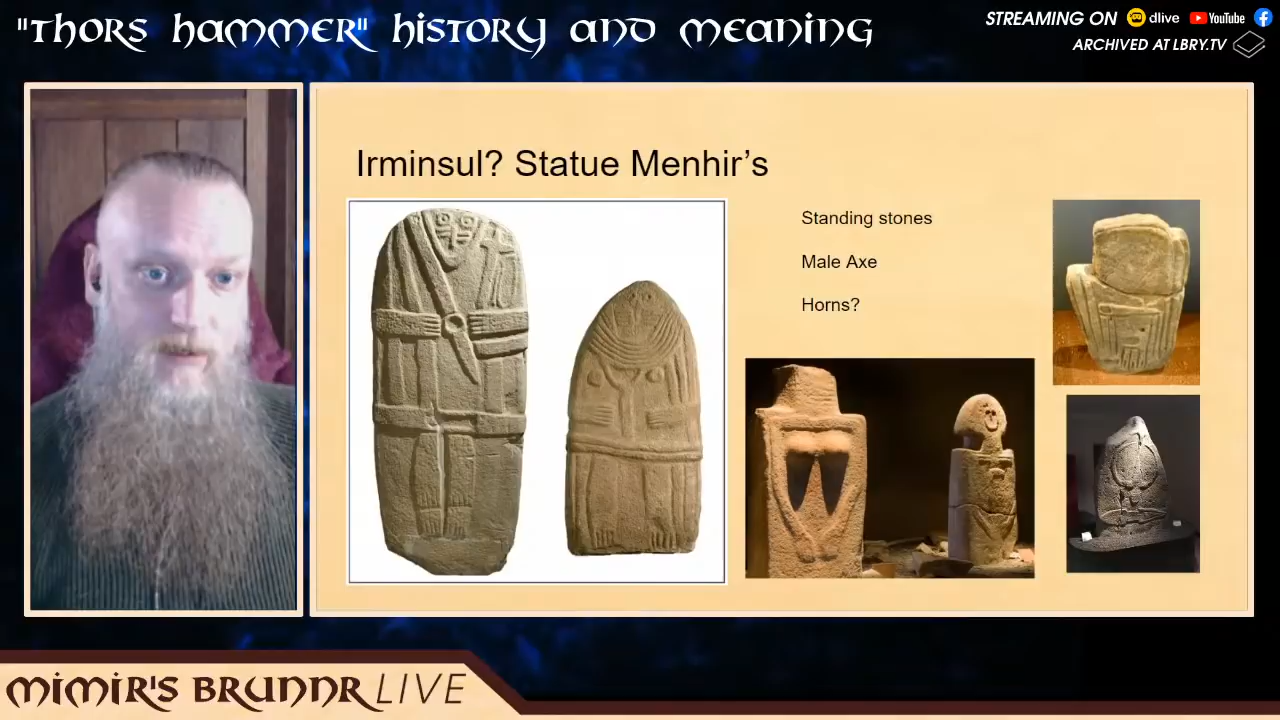 "Thors hammer" history and meaning
STREAMING ON dlive YouTube
ARCHIVED AT LBRY.TV
Irminsul? Statue Menhir’s
Standing stones
Male Axe
Horns?
MIMIR'S BRUNNR LIVE